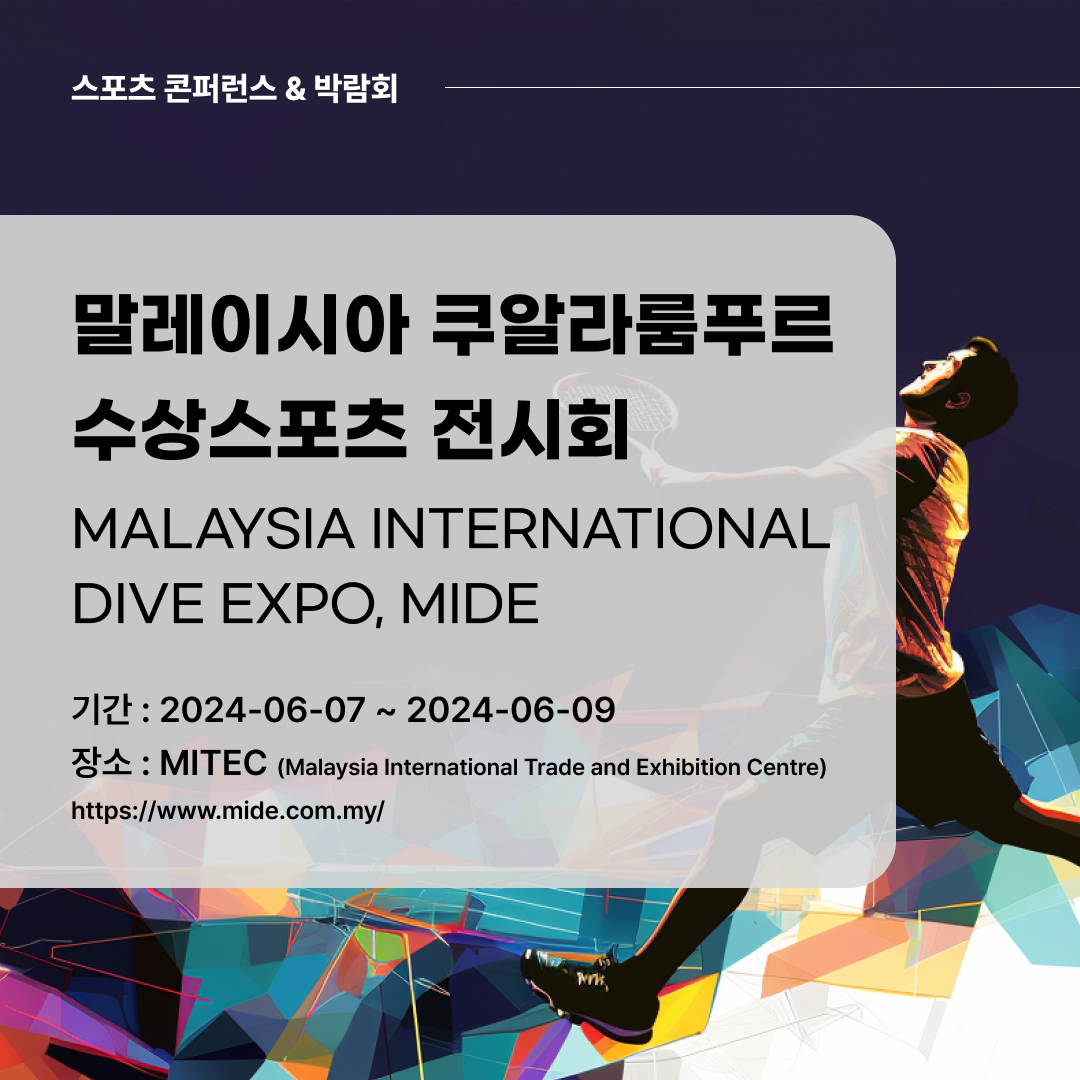 스포츠 콘퍼런스 & 박람회
말레이시아 쿠알라룸푸르
수상스포츠 전시회
MALAYSIA INTERNATIONAL
DIVE EXPO, MIDE
기간 : 2024-06-07 ~ 2024-06-09
장소 : MITEC (Malaysia International Trade and Exhibition Centre)
https://www.mide.com.my/